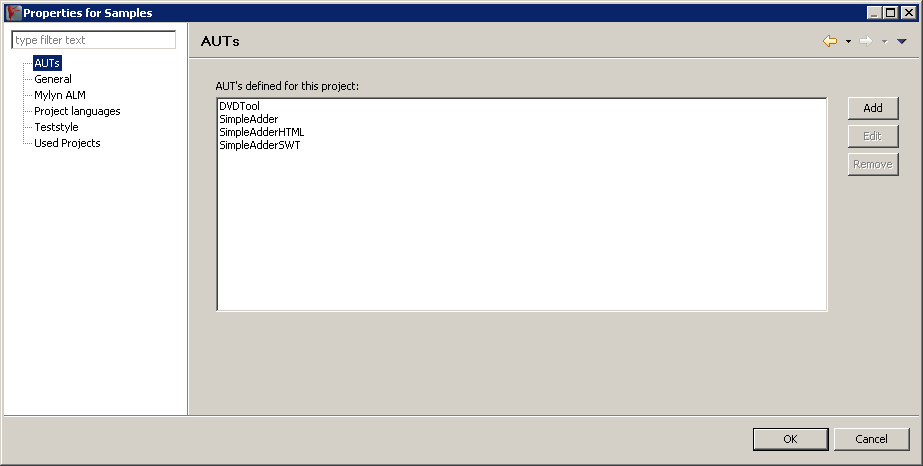 Properties for Samples
type filter text
AUTs
General
Mylyn ALM
Project languages
Teststyle
Used Projects
AUTs
AUT's defined for this project:
DVDTool
SimpleAdder
SimpleAdderHTML
SimpleAdderSWT
Add
Edit
Remove
OK
Cancel